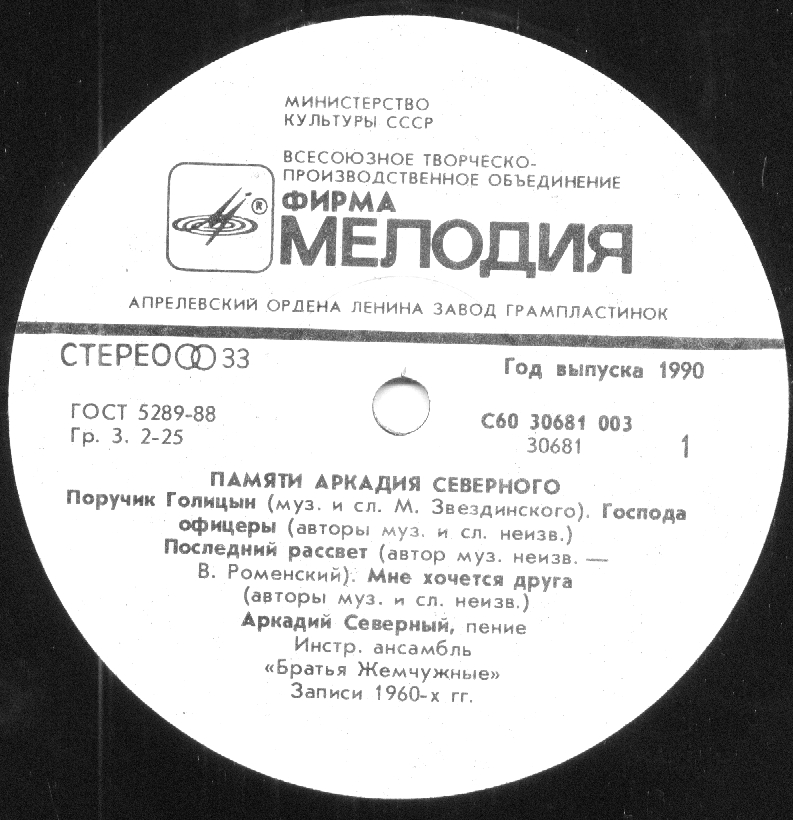 МИНИСТЕРСТВО
КУЛЬТУРЫ СССР
ВСЕСОЮЗНОЕ ТВОРЧЕСКО-
ПРОИЗВОДСТВЕННОЕ ОБЪЕДИНЕНИЕ
®
ФИРМА
МЕЛОДИЯ
АПРЕЛЕВСКИЙ ОРДЕНА ЛЕНИНА ЗАВОД ГРАМПЛАСТИНОК
СТЕРЕО 33
Год выпуска 1990
ГОСТ 5289-88
Гр. 3. 2-25
С60 30681 003
30681
1
ПАМЯТИ АРКАДИЯ СЕВЕРНОГО
Поручик Голицын (муз. и сл. М. Звездинского). Господа
офицеры (авторы муз. и сл. неизв.)
Последний рассвет (автор муз. неизв. —
В. Роменский). Мне хочется друга
(авторы муз. и сл. неизв.)
Аркадий Северный, пение
Инстр. ансамбль
«Братья Жемчужные»
Записи 1960-х гг.